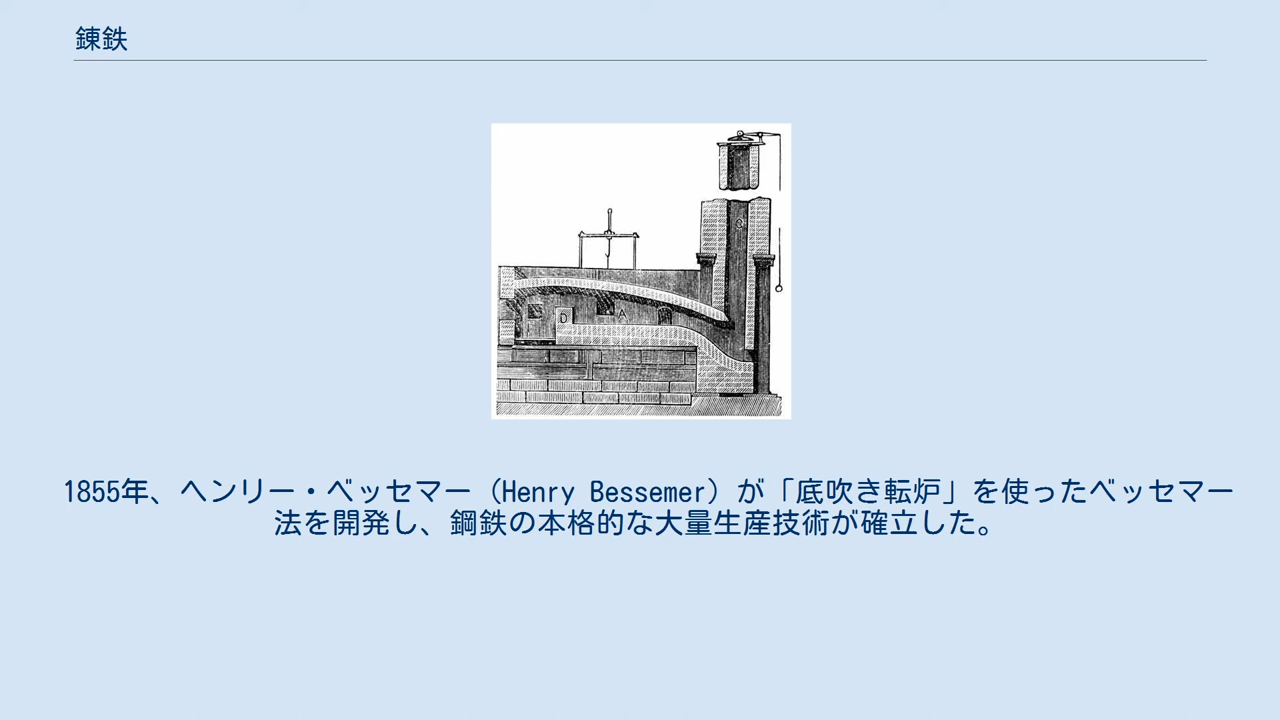 錬鉄
B
D
A
1855年、ヘンリー・ベッセマー（Henry Bessemer）が「底吹き転炉」を使ったベッセマー
法を開発し、鋼鉄の本格的な大量生産技術が確立した。